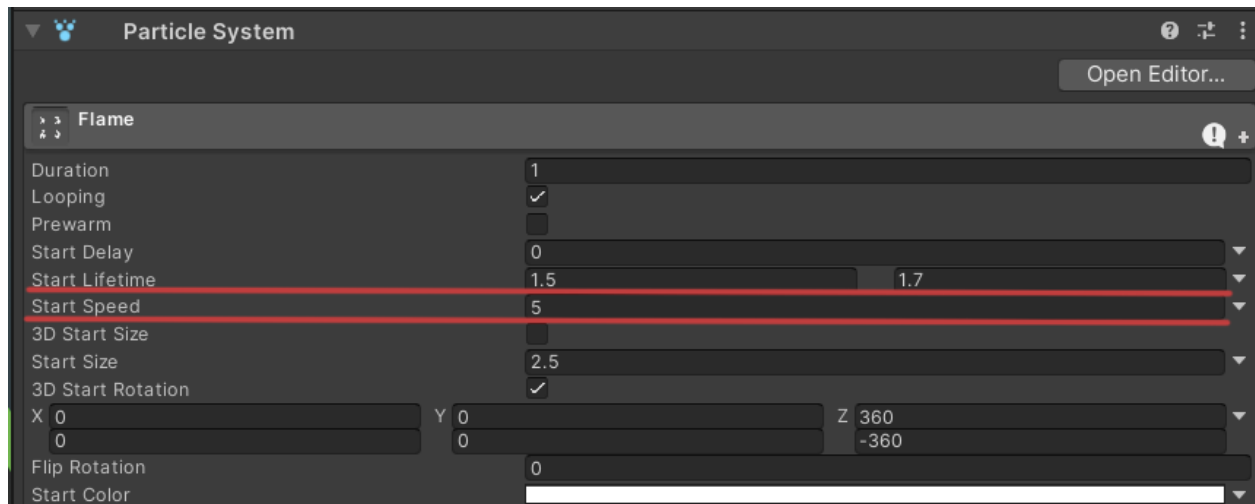 Particle System
Open Editor...
Flame
Duration 1
Looping
Prewarm
Start Delay 0
Start Lifetime 1.5 1.7
Start Speed 5
3D Start Size
Start Size 2.5
3D Start Rotation
X 0 Y 0 Z 360
0 0 -360
Flip Rotation 0
Start Color